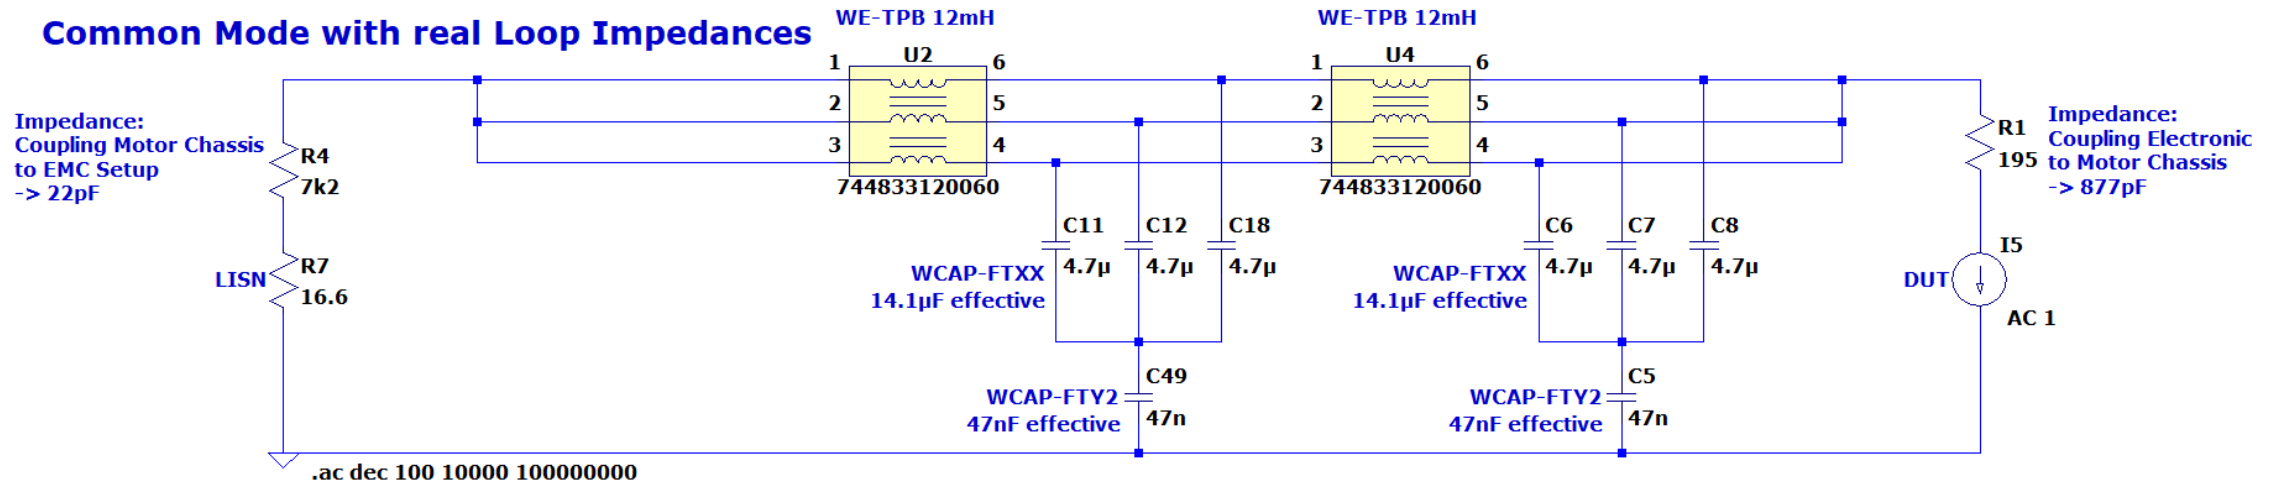 Common Mode with real Loop Impedances
WE-TPB 12mH
WE-TPB 12mH
U2
U4
1
6
1
6
2
5
2
5
3
4
3
4
744833120060
744833120060
Impedance:
Coupling Motor Chassis
to EMC Setup
-> 22pF
R4
7k2
LISN
R7
16.6
C11
4.7µ
C12
4.7µ
C18
4.7µ
WCAP-FTXX
14.1µF effective
C49
47n
WCAP-FTY2
47nF effective
C6
4.7µ
C7
4.7µ
C8
4.7µ
WCAP-FTXX
14.1µF effective
C5
47n
WCAP-FTY2
47nF effective
R1
195
Impedance:
Coupling Electronic
to Motor Chassis
-> 877pF
I5
DUT
AC 1
.ac dec 100 10000 100000000